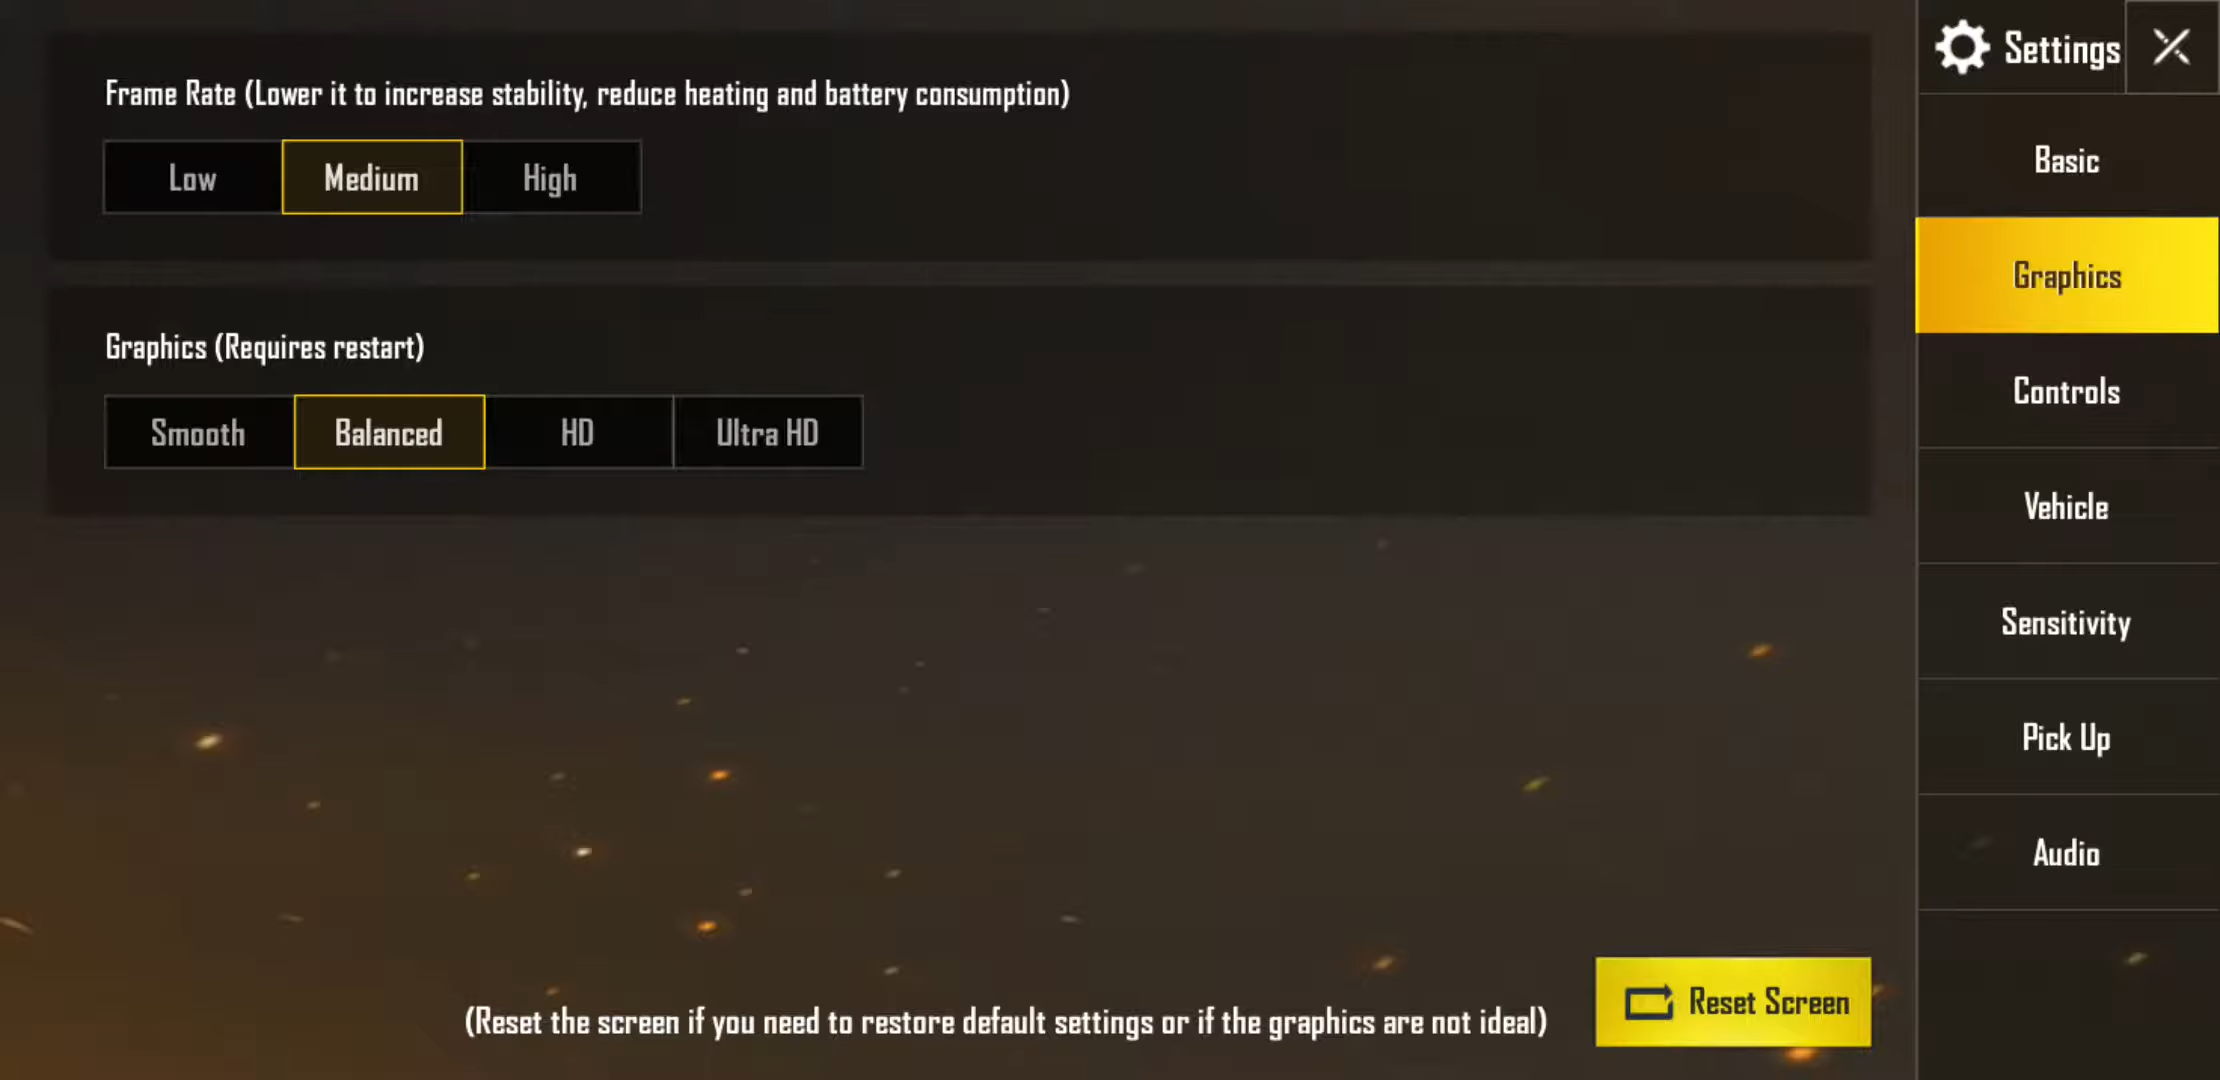 Settings
Frame Rate (Lower it to increase stability, reduce heating and battery consumption)
Low
Medium
High
Graphics (Requires restart)
Smooth
Balanced
HD
Ultra HD
(Reset the screen if you need to restore default settings or if the graphics are not ideal)
Reset Screen
Basic
Graphics
Controls
Vehicle
Sensitivity
Pick Up
Audio